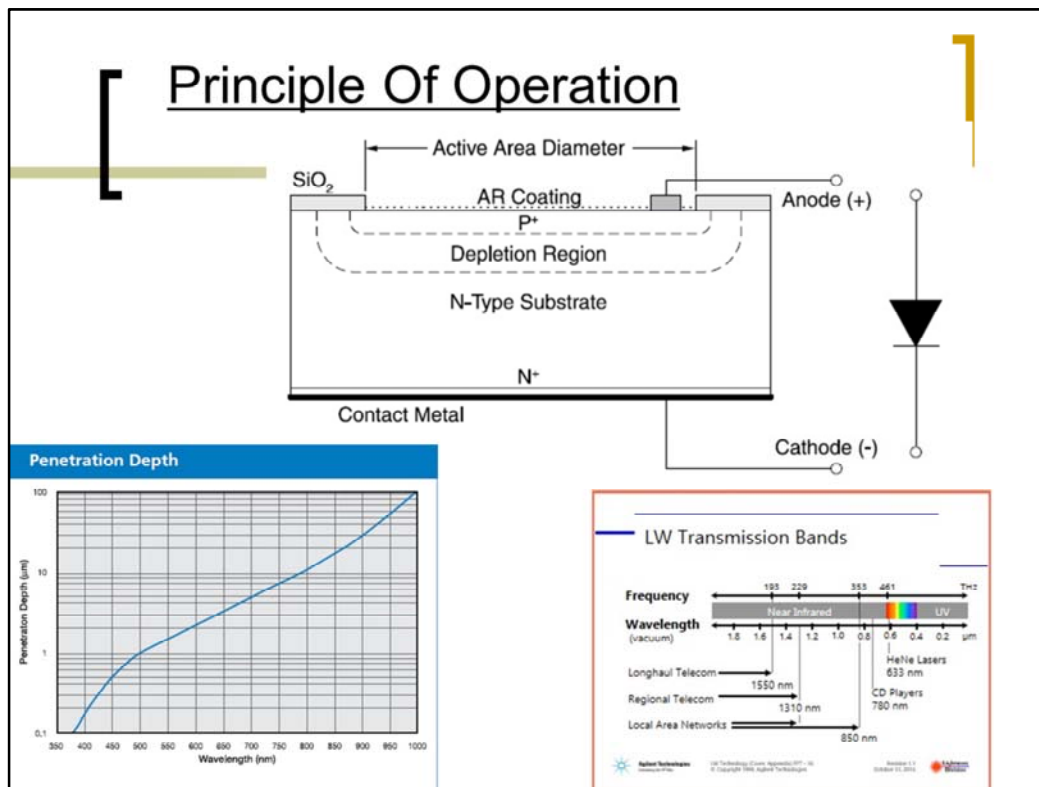 Principle Of Operation
Active Area Diameter
SiO2
AR Coating
Anode (+)
P+
Depletion Region
N-Type Substrate
N+
Contact Metal
Cathode (-)
Penetration Depth
Penetration Depth (μm)
100
10
1
0.1
350 400 450 500 550 600 650 700 750 800 850 900 950 1000
Wavelength (nm)
LW Transmission Bands
193 229 353 461 THz
Frequency
Near Infrared UV
Wavelength
(vacuum)
1.8 1.6 1.4 1.2 1.0 0.8 0.6 0.4 0.2 μm
HeNe Lasers
633 nm
Longhaul Telecom
1550 nm
CD Players
780 nm
Regional Telecom
1310 nm
Local Area Networks
850 nm
Agilent Technologies